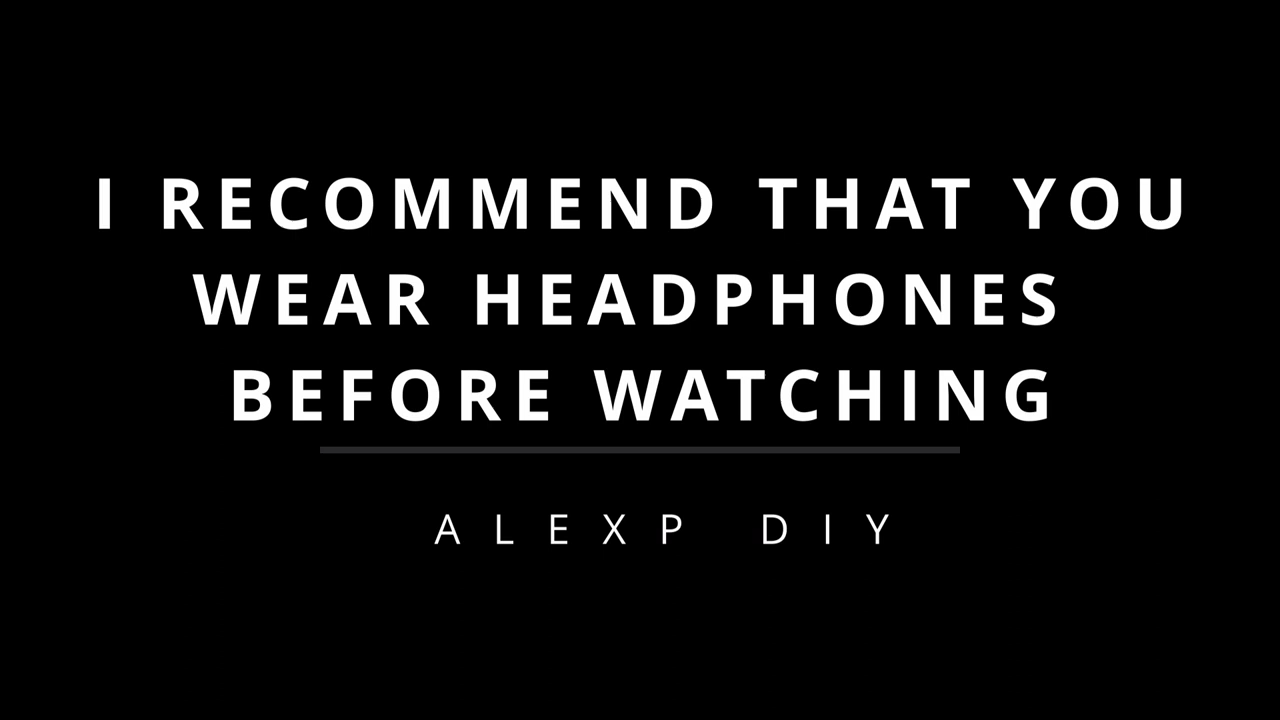 I RECOMMEND THAT YOU
WEAR HEADPHONES
BEFORE WATCHING
ALEXP DIY